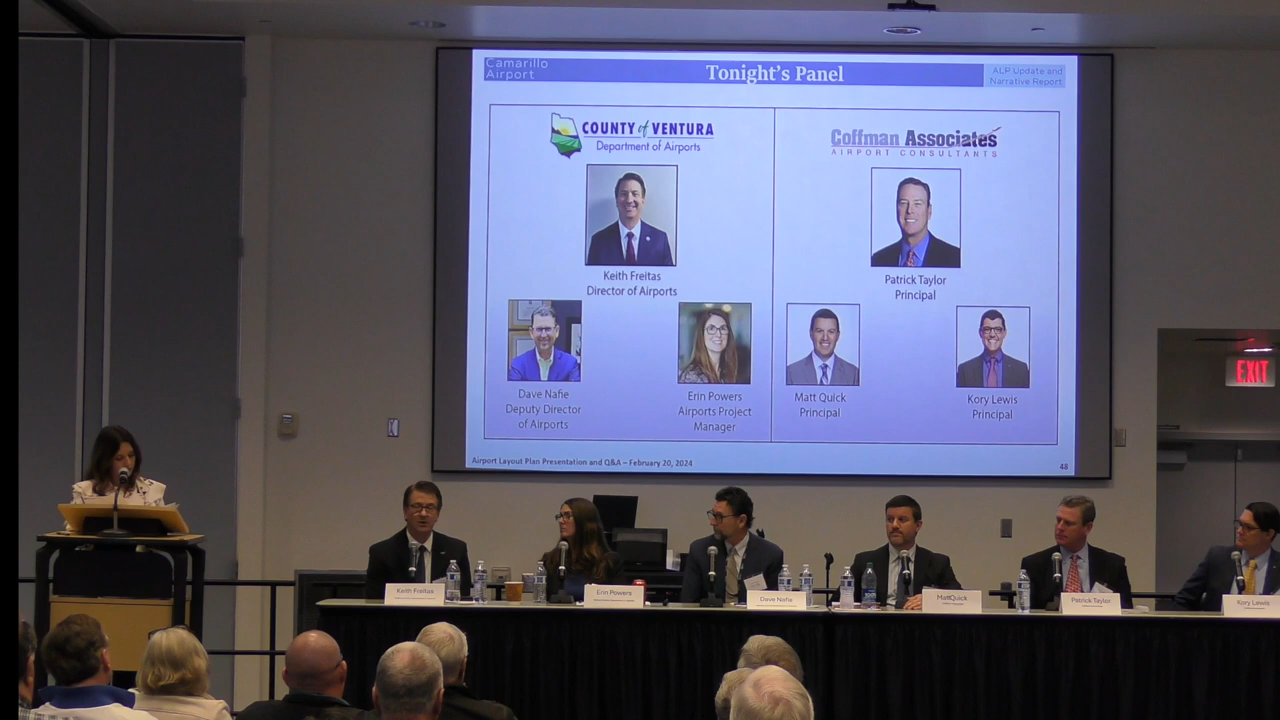 Camarillo
Airport
Tonight's Panel
ALP Update and
Narrative Report
COUNTY of VENTURA
Department of Airports
Coffman Associates
AIRPORT CONSULTANTS
Keith Freitas
Director of Airports
Patrick Taylor
Principal
Dave Nafie
Deputy Director
of Airports
Erin Powers
Airports Project
Manager
Matt Quick
Principal
Kory Lewis
Principal
Airport Layout Plan Presentation and Q&A – February 20, 2024
48
EXIT
Keith Freitas
Erin Powers
Dave Nafie
Matt Quick
Patrick Taylor
Kory Lewis